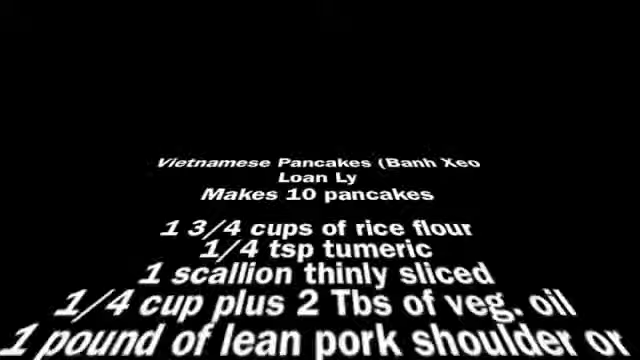 Vietnamese Pancakes (Banh Xeo
Loan Ly
Makes 10 pancakes
1 3/4 cups of rice flour
1/4 tsp tumeric
1 scallion thinly sliced
1/4 cup plus 2 Tbs of veg. oil
1 pound of lean pork shoulder or